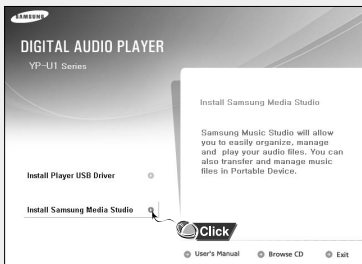 SAMSUNG
DIGITAL AUDIO PLAYER
YP-U1 Series
Install Samsung Media Studio
Samsung Music Studio will allow
you to easily organize, manage
and play your audio files. You can
also transfer and manage music
files in Portable Device.
Install Player USB Driver
Install Samsung Media Studio
Click
User's Manual
Browse CD
Exit